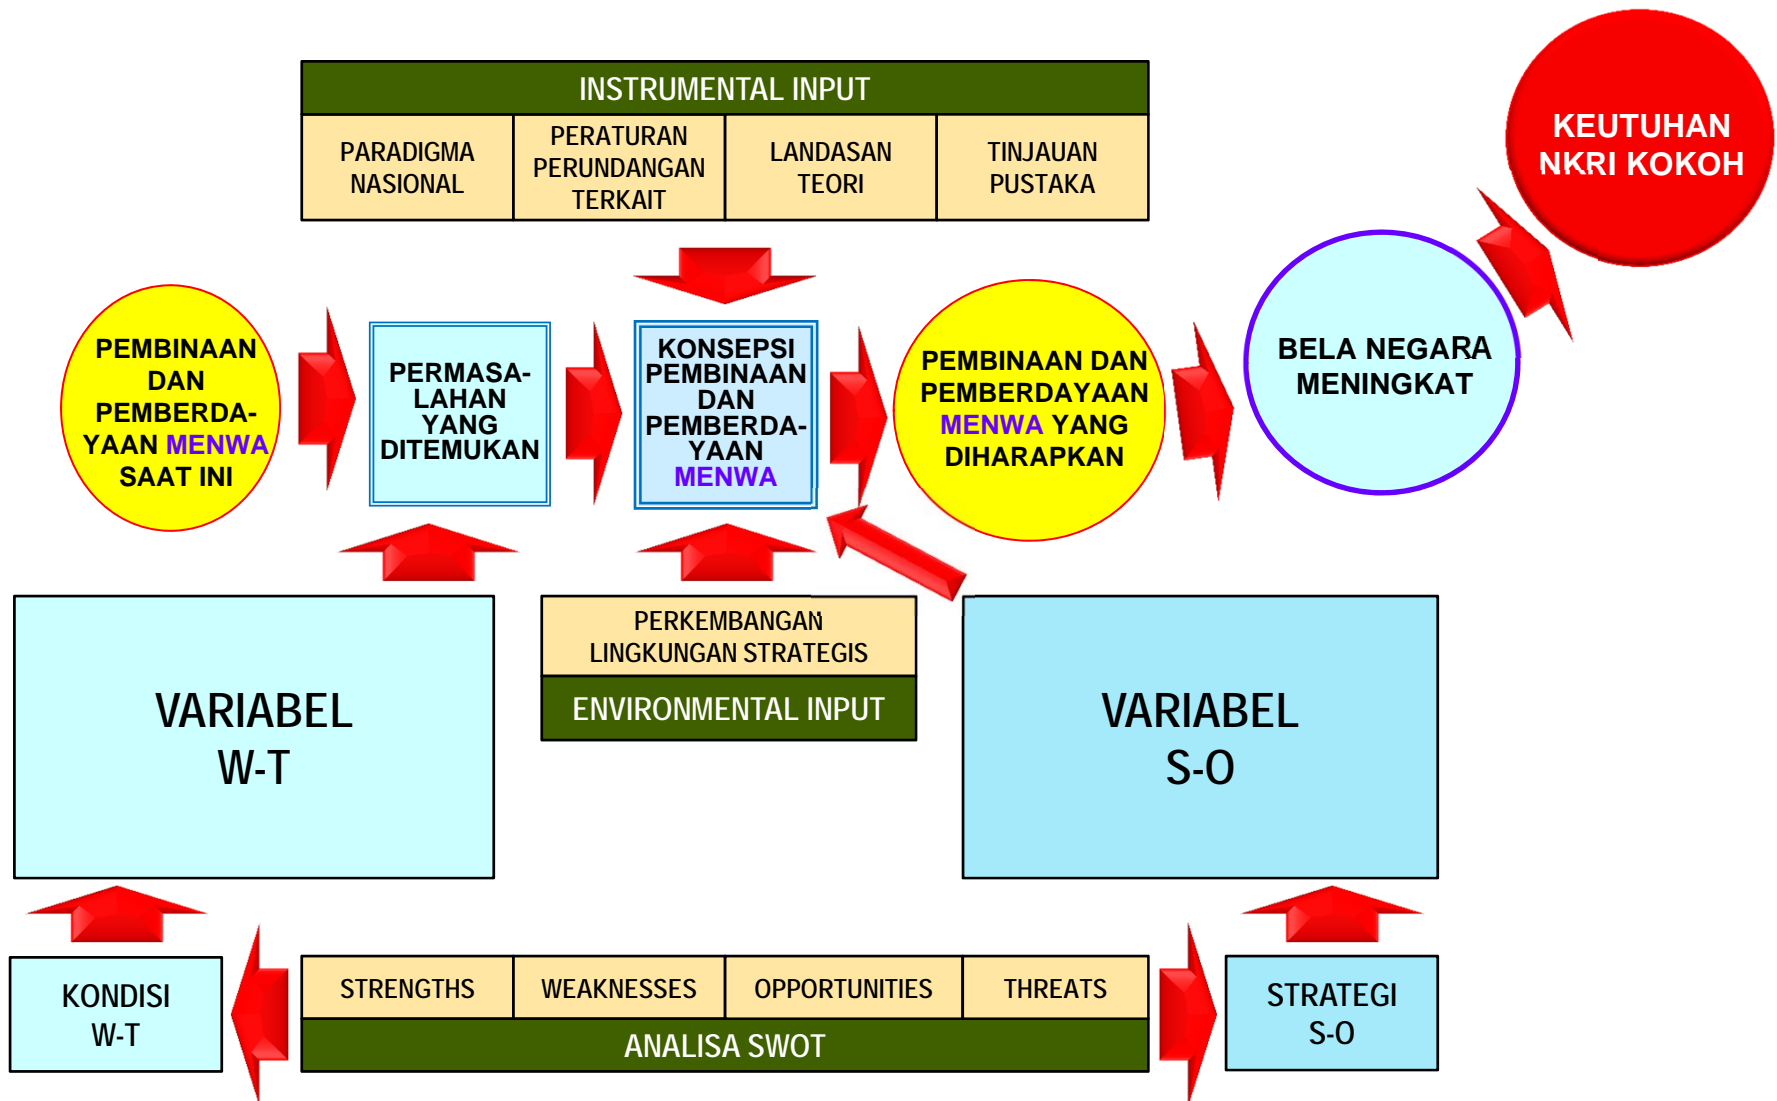 INSTRUMENTAL INPUT
PARADIGMA
NASIONAL
PERATURAN
PERUNDANGAN
TERKAIT
LANDASAN
TEORI
TINJAUAN
PUSTAKA
KEUTUHAN
NKRI KOKOH
PEMBINAAN
DAN
PEMBERDA-
YAAN MENWA
SAAT INI
PERMASA-
LAHAN
YANG
DITEMUKAN
KONSEPSI
PEMBINAAN
DAN
PEMBERDA-
YAAN
MENWA
PEMBINAAN DAN
PEMBERDAYAAN
MENWA YANG
DIHARAPKAN
BELA NEGARA
MENINGKAT
VARIABEL
W-T
PERKEMBANGAN
LINGKUNGAN STRATEGIS
ENVIRONMENTAL INPUT
VARIABEL
S-O
KONDISI
W-T
STRENGTHS
WEAKNESSES
OPPORTUNITIES
THREATS
ANALISA SWOT
STRATEGI
S-O